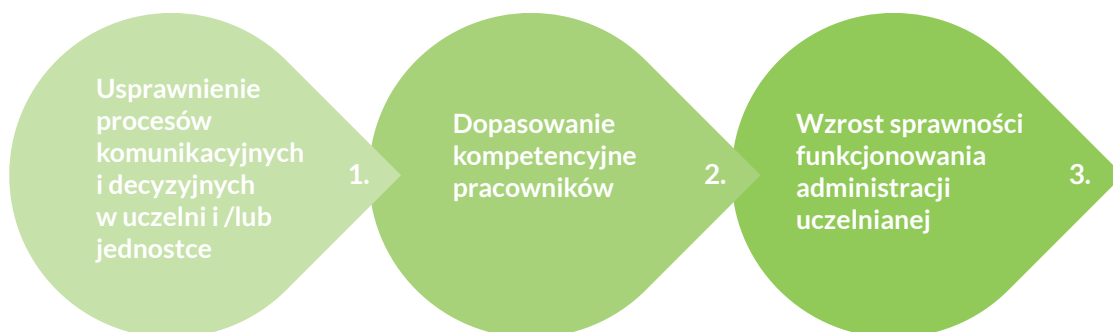 Usprawnienie
procesów
komunikacyjnych
i decyzyjnych
w uczelni i /lub
jednostce
1.
Dopasowanie
kompetencyjne
pracowników
2.
Wzrost sprawności
funkcjonowania
administracji
uczelnianej
3.